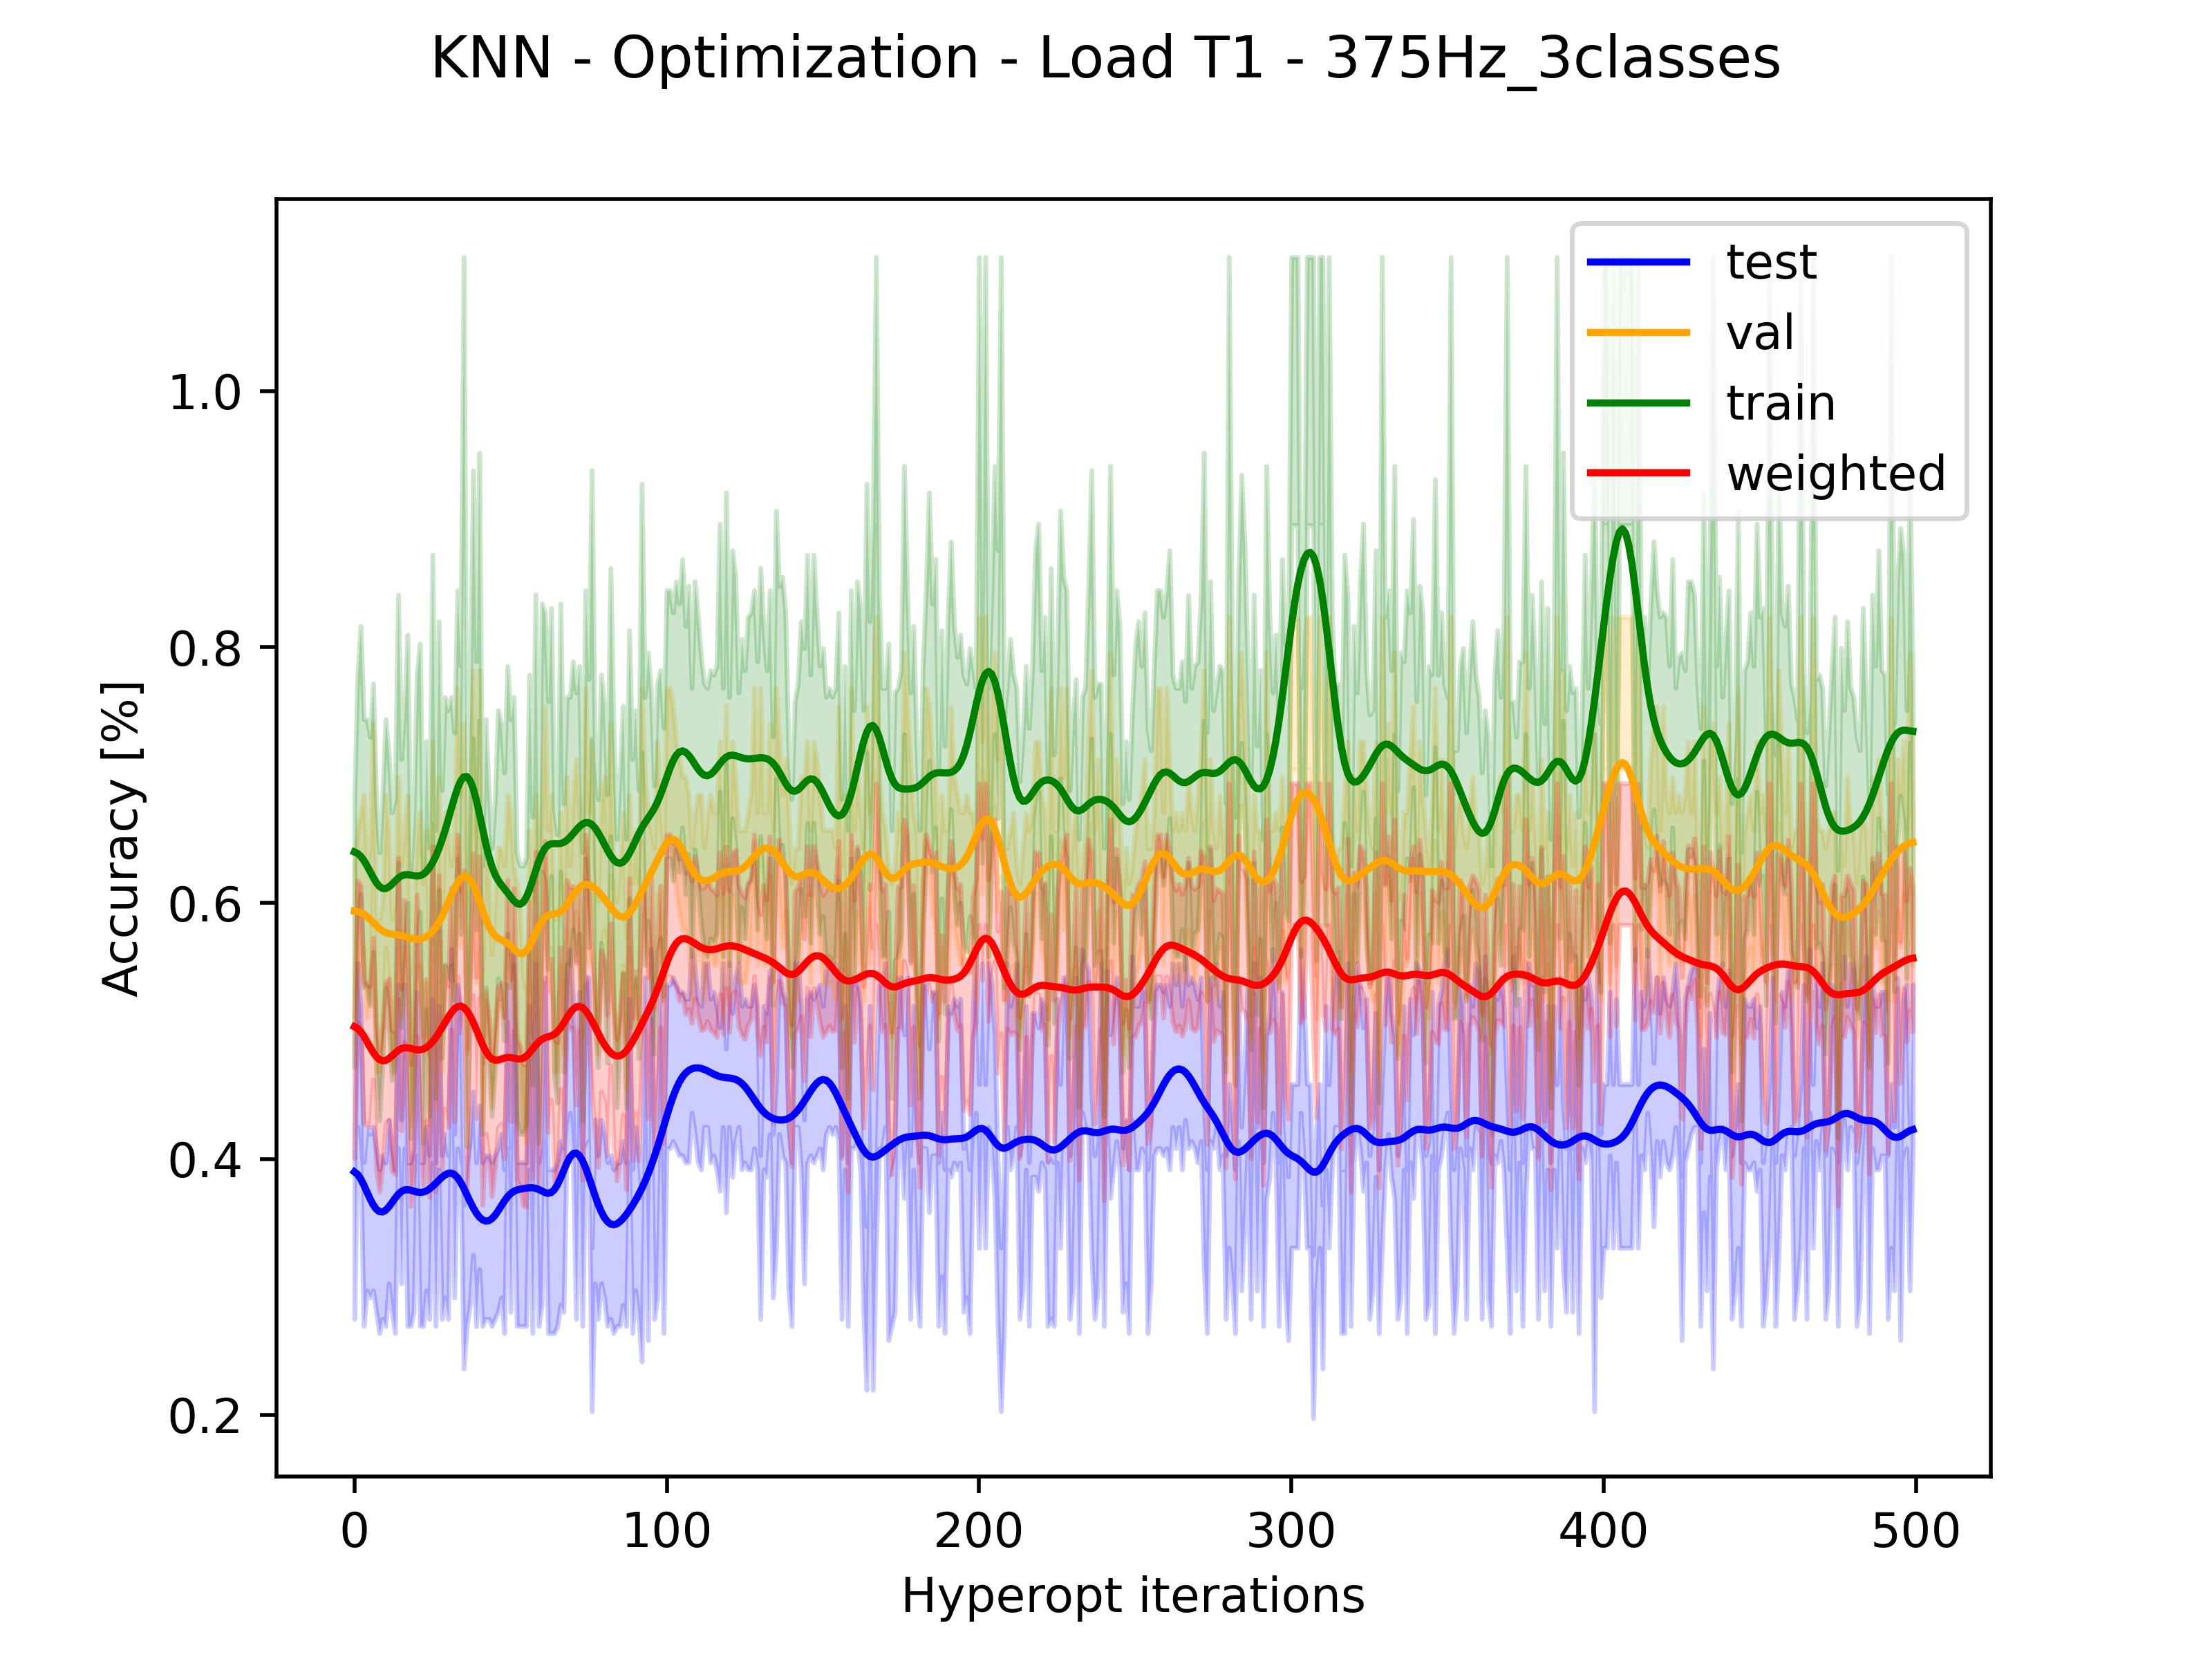 KNN - Optimization - Load T1 - 375Hz_3classes
test
val
train
weighted
1.0
0.8
0.6
0.4
0.2
Accuracy [%]
0 100 200 300 400 500
Hyperopt iterations